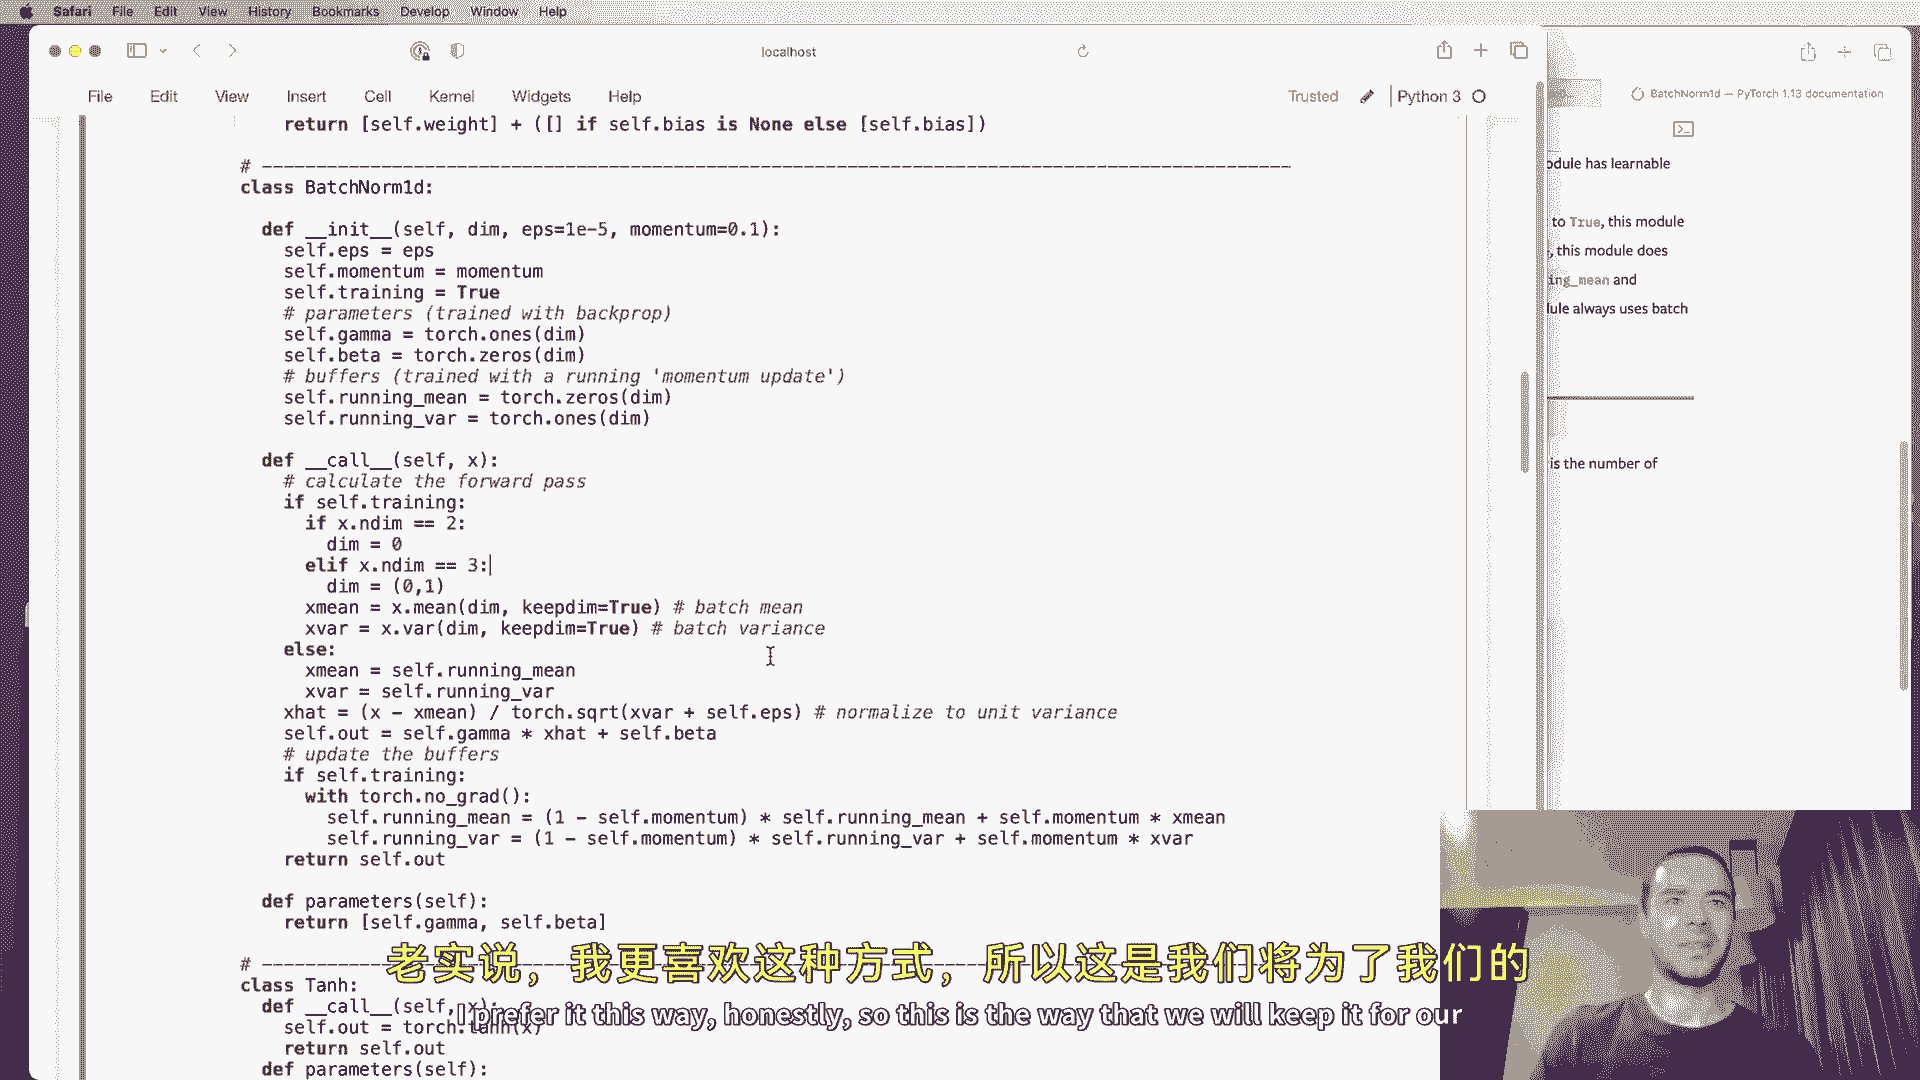 Safari File Edit View History Bookmarks Develop Window Help
localhost
File Edit View Insert Cell Kernel Widgets Help
Trusted Python 3
return [self.weight] + ([] if self.bias is None else [self.bias])
# -----------------------------------------------------------------------------------------------
class BatchNorm1d:
def __init__(self, dim, eps=1e-5, momentum=0.1):
self.eps = eps
self.momentum = momentum
self.training = True
# parameters (trained with backprop)
self.gamma = torch.ones(dim)
self.beta = torch.zeros(dim)
# buffers (trained with a running 'momentum update')
self.running_mean = torch.zeros(dim)
self.running_var = torch.ones(dim)
def __call__(self, x):
# calculate the forward pass
if self.training:
if x.ndim == 2:
dim = 0
elif x.ndim == 3:
dim = (0,1)
xmean = x.mean(dim, keepdim=True) # batch mean
xvar = x.var(dim, keepdim=True) # batch variance
else:
xmean = self.running_mean
xvar = self.running_var
xhat = (x - xmean) / torch.sqrt(xvar + self.eps) # normalize to unit variance
self.out = self.gamma * xhat + self.beta
# update the buffers
if self.training:
with torch.no_grad():
self.running_mean = (1 - self.momentum) * self.running_mean + self.momentum * xmean
self.running_var = (1 - self.momentum) * self.running_var + self.momentum * xvar
return self.out
def parameters(self):
return [self.gamma, self.beta]
# -----------------------------------------------------------------------------------------------
class Tanh:
def __call__(self, x):
self.out = torch.tanh(x)
return self.out
def parameters(self):
BatchNorm1d — PyTorch 1.13 documentation
odule has learnable
to True, this module
, this module does
ing_mean and
dule always uses batch
is the number of
老实说，我更喜欢这种方式，所以这是我们将为了我们的
I prefer it this way, honestly, so this is the way that we will keep it for our